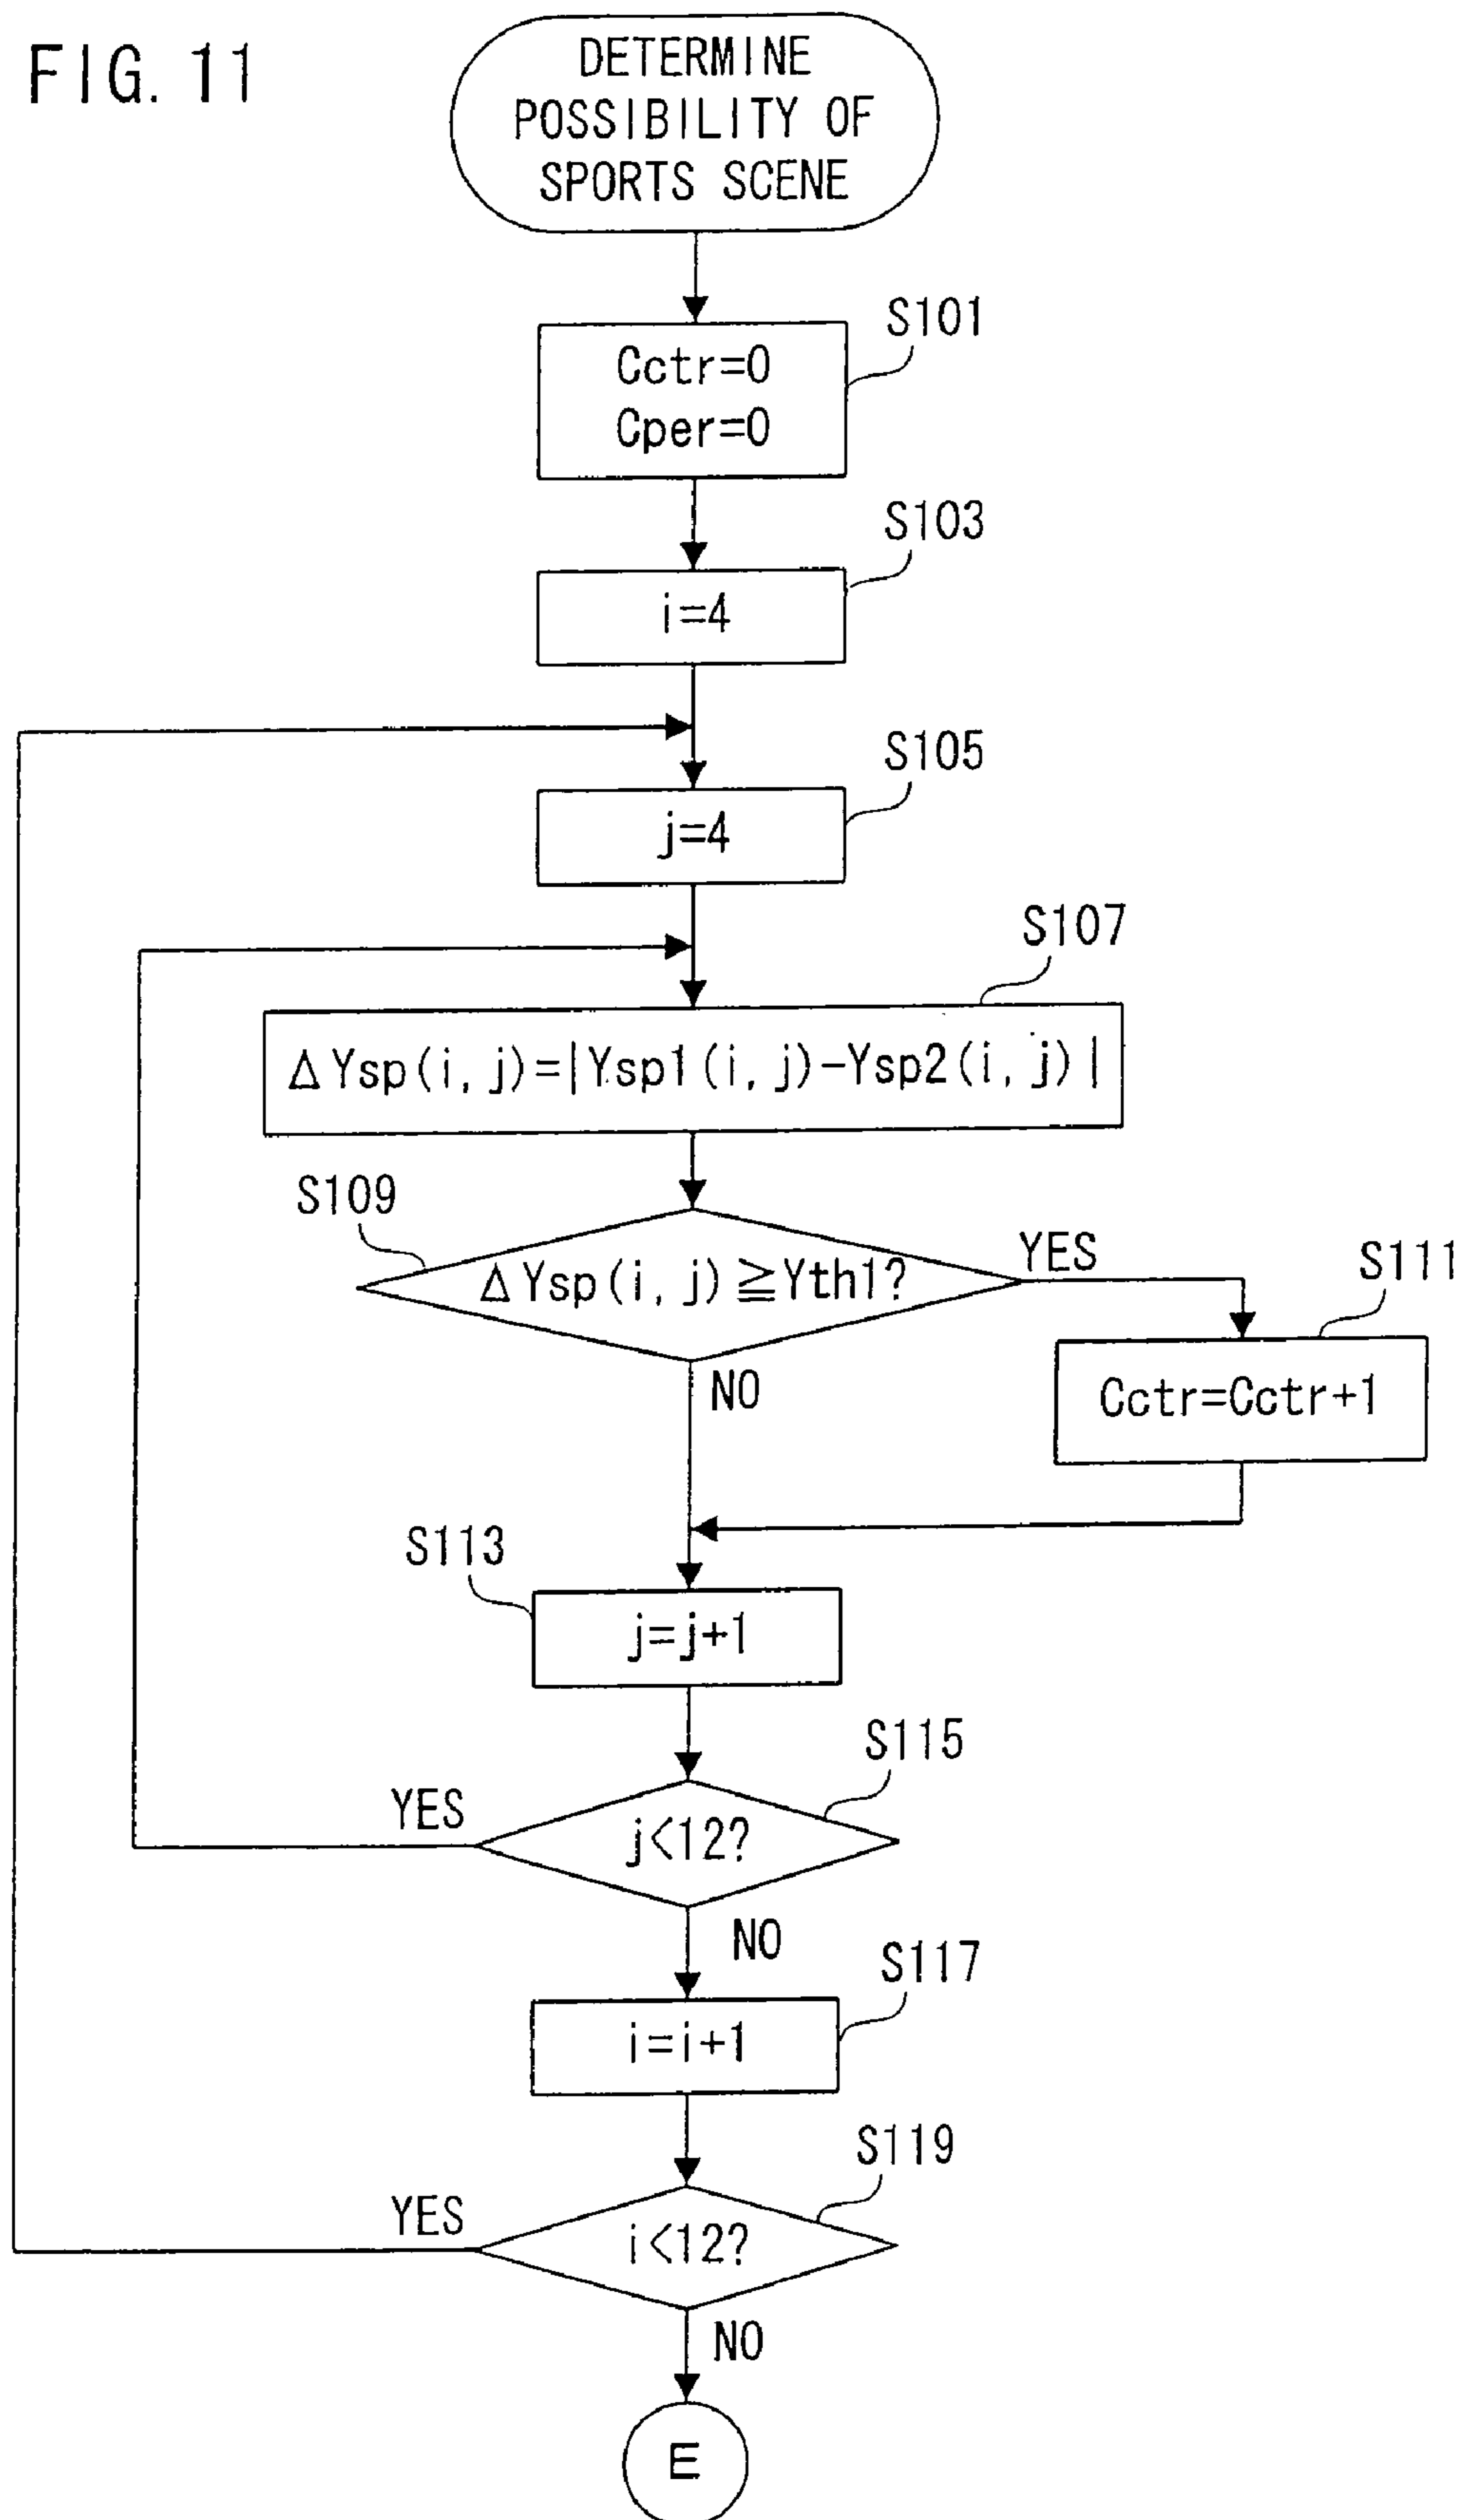 FIG. 11
DETERMINE
POSSIBILITY OF
SPORTS SCENE
S101
Cctr=0
Cper=0
S103
i=4
S105
j=4
S107
ΔYsp(i, j)=|Ysp1(i, j)-Ysp2(i, j)|
S109
ΔYsp(i, j)≧Yth1?
YES
S111
NO
Cctr=Cctr+1
S113
j=j+1
S115
YES
j<12?
NO
S117
i=i+1
S119
YES
i<12?
NO
E